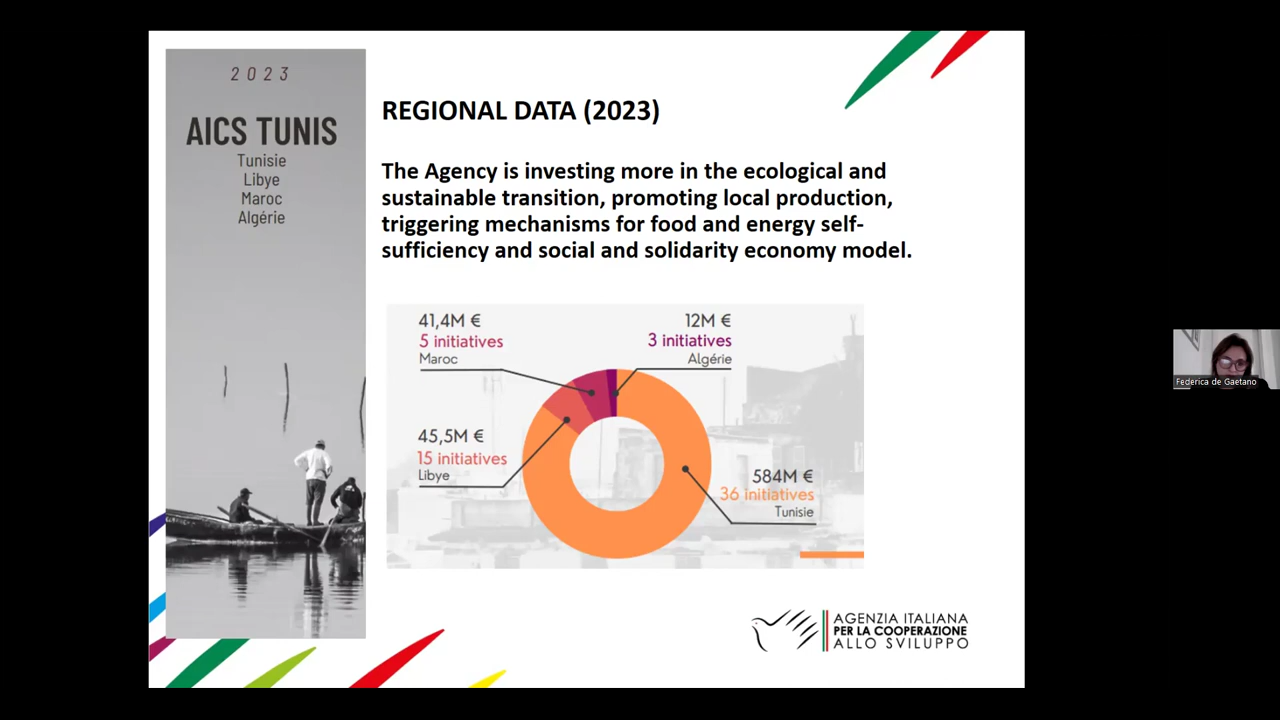 2023
AICS TUNIS
Tunisie
Libye
Maroc
Algérie
REGIONAL DATA (2023)
The Agency is investing more in the ecological and
sustainable transition, promoting local production,
triggering mechanisms for food and energy self-
sufficiency and social and solidarity economy model.
41,4M €
5 initiatives
Maroc
12M €
3 initiatives
Algérie
45,5M €
15 initiatives
Libye
584M €
36 initiatives
Tunisie
AGENZIA ITALIANA
PER LA COOPERAZIONE
ALLO SVILUPPO
Federica de Gaetano